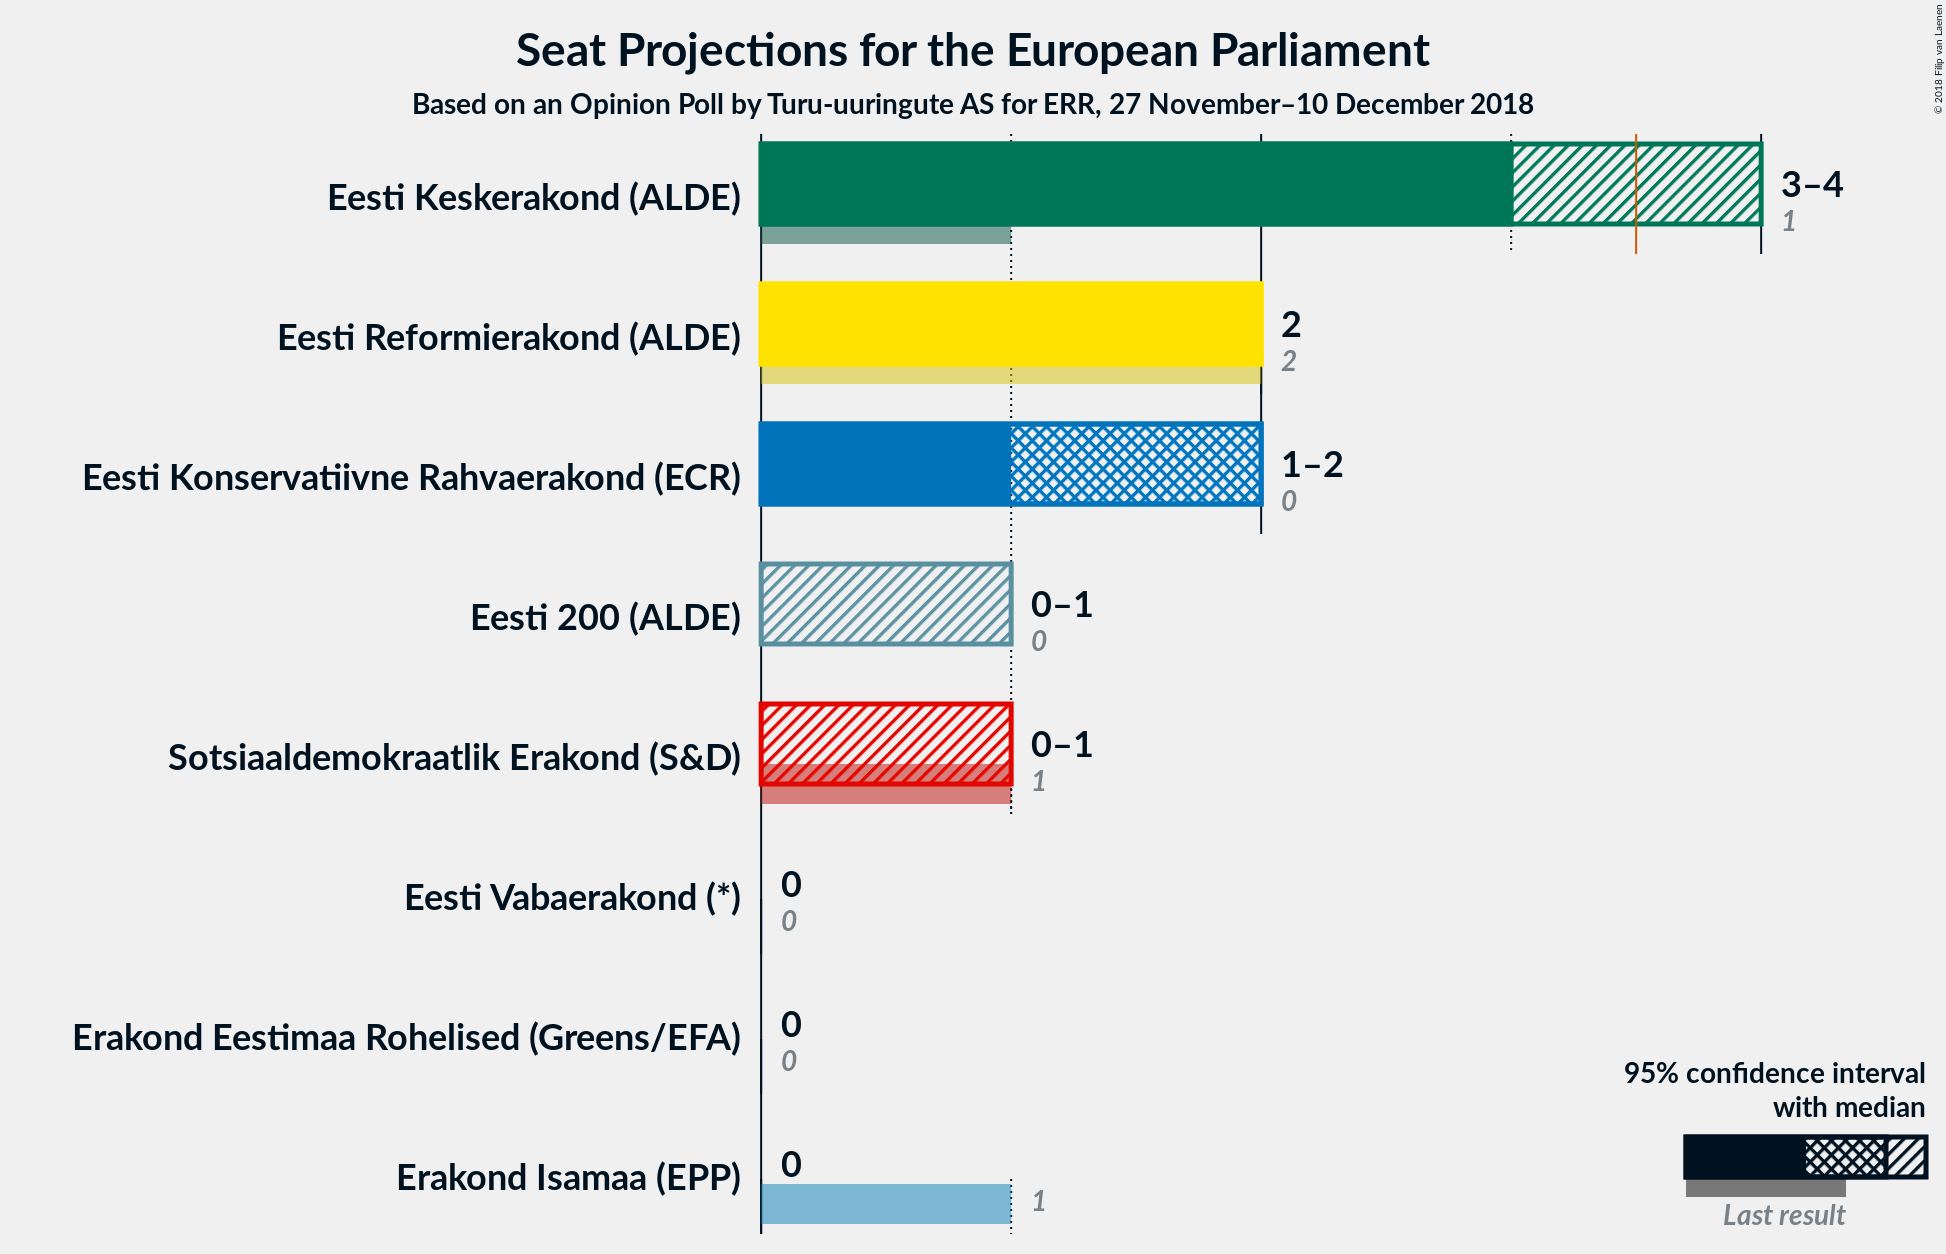 Seat Projections for the European Parliament
Based on an Opinion Poll by Turu-uuringute AS for ERR, 27 November–10 December 2018
© 2018 Filip van Laenen
Eesti Keskerakond (ALDE)
3–4
1
Eesti Reformierakond (ALDE)
2
2
Eesti Konservatiivne Rahvaerakond (ECR)
1–2
0
Eesti 200 (ALDE)
0–1
0
Sotsiaaldemokraatlik Erakond (S&D)
0–1
1
Eesti Vabaerakond (*)
0
0
Erakond Eestimaa Rohelised (Greens/EFA)
0
0
Erakond Isamaa (EPP)
0
1
95% confidence interval
with median
Last result